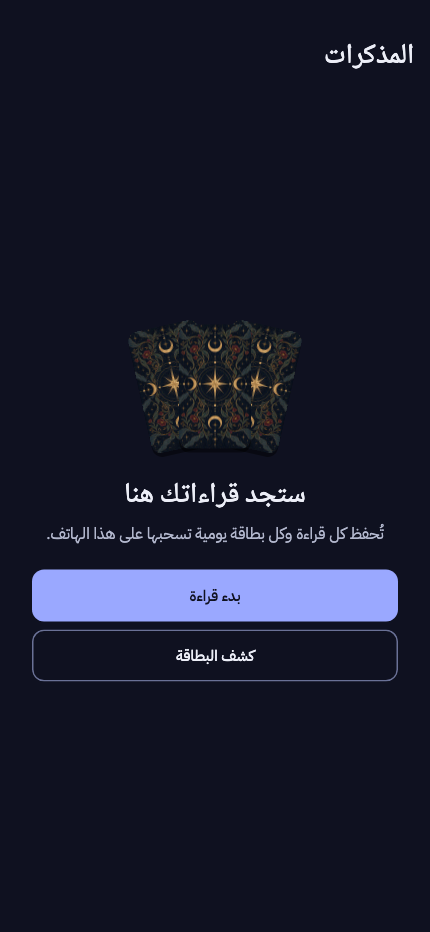 المذكرات
ستجد قراءاتك هنا
تُحفظ كل قراءة وكل بطاقة يومية تسحبها على هذا الهاتف.
بدء قراءة
كشف البطاقة